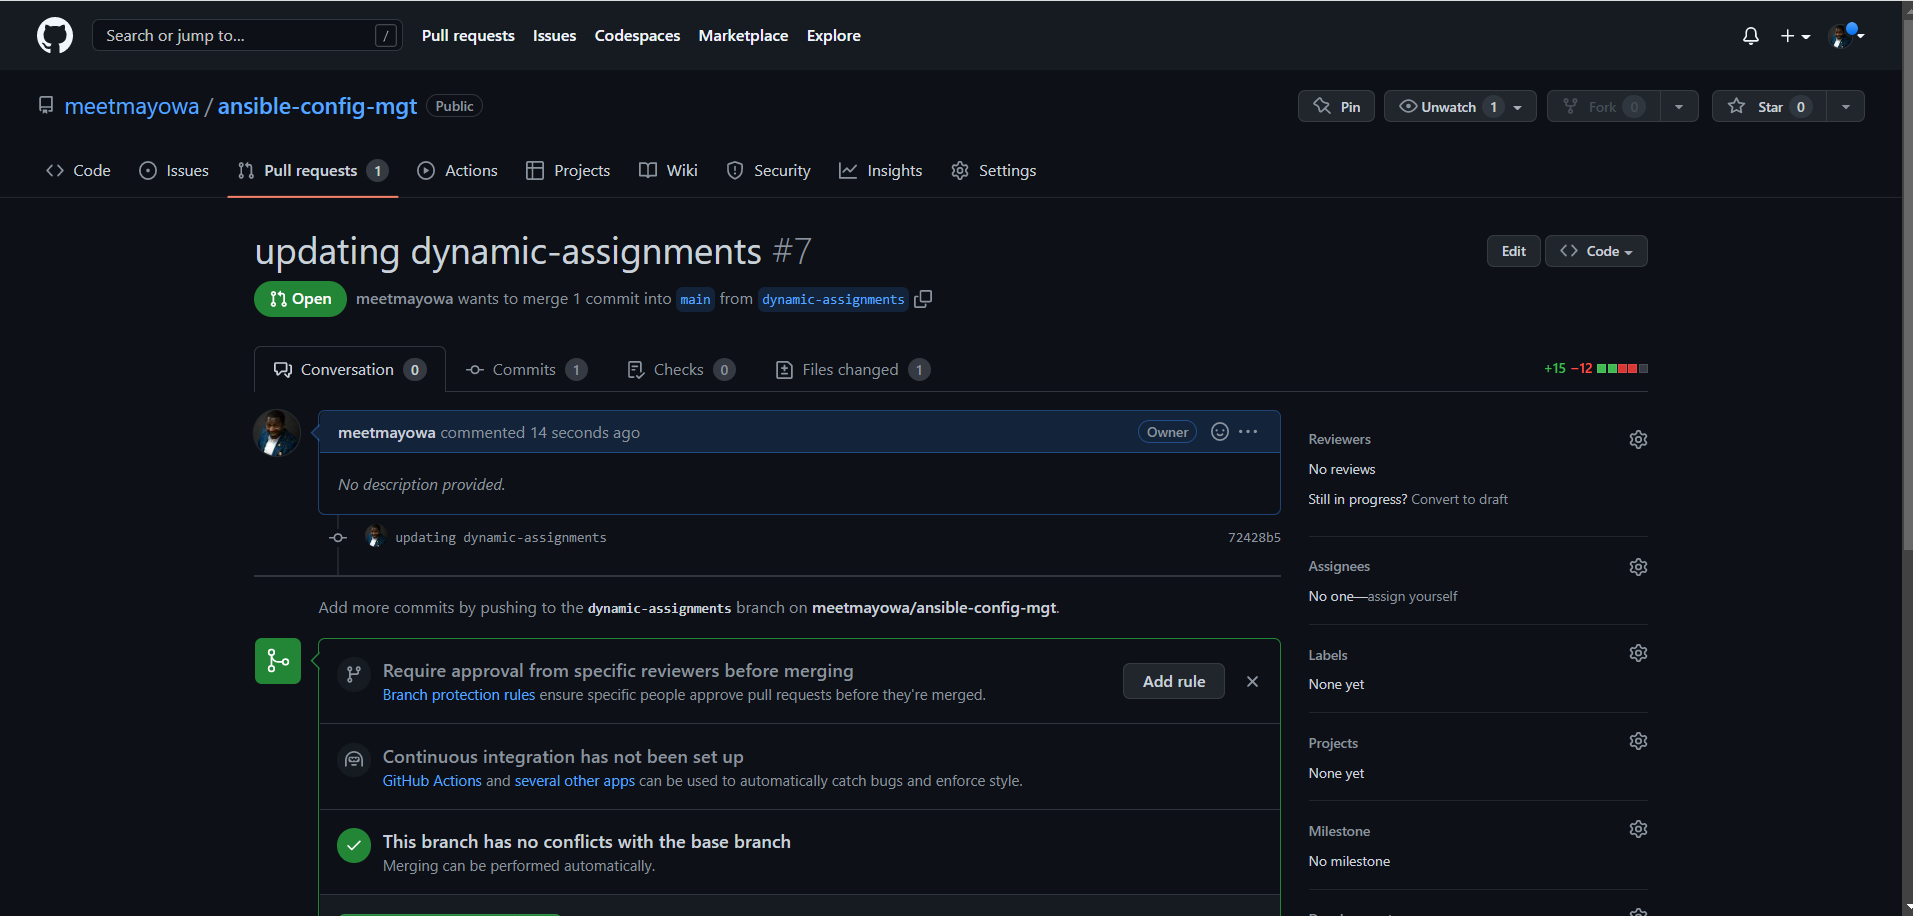 Search or jump to... /
Pull requests Issues Codespaces Marketplace Explore
meetmayowa / ansible-config-mgt Public
Pin Unwatch 1 Fork 0 Star 0
Code Issues Pull requests 1 Actions Projects Wiki Security Insights Settings
updating dynamic-assignments #7
Edit Code
Open meetmayowa wants to merge 1 commit into main from dynamic-assignments
Conversation 0 Commits 1 Checks 0 Files changed 1
+15 −12
meetmayowa commented 14 seconds ago Owner
No description provided.
updating dynamic-assignments 72428b5
Add more commits by pushing to the dynamic-assignments branch on meetmayowa/ansible-config-mgt.
Require approval from specific reviewers before merging
Branch protection rules ensure specific people approve pull requests before they're merged.
Add rule
Continuous integration has not been set up
GitHub Actions and several other apps can be used to automatically catch bugs and enforce style.
This branch has no conflicts with the base branch
Merging can be performed automatically.
Reviewers
No reviews
Still in progress? Convert to draft
Assignees
No one—assign yourself
Labels
None yet
Projects
None yet
Milestone
No milestone